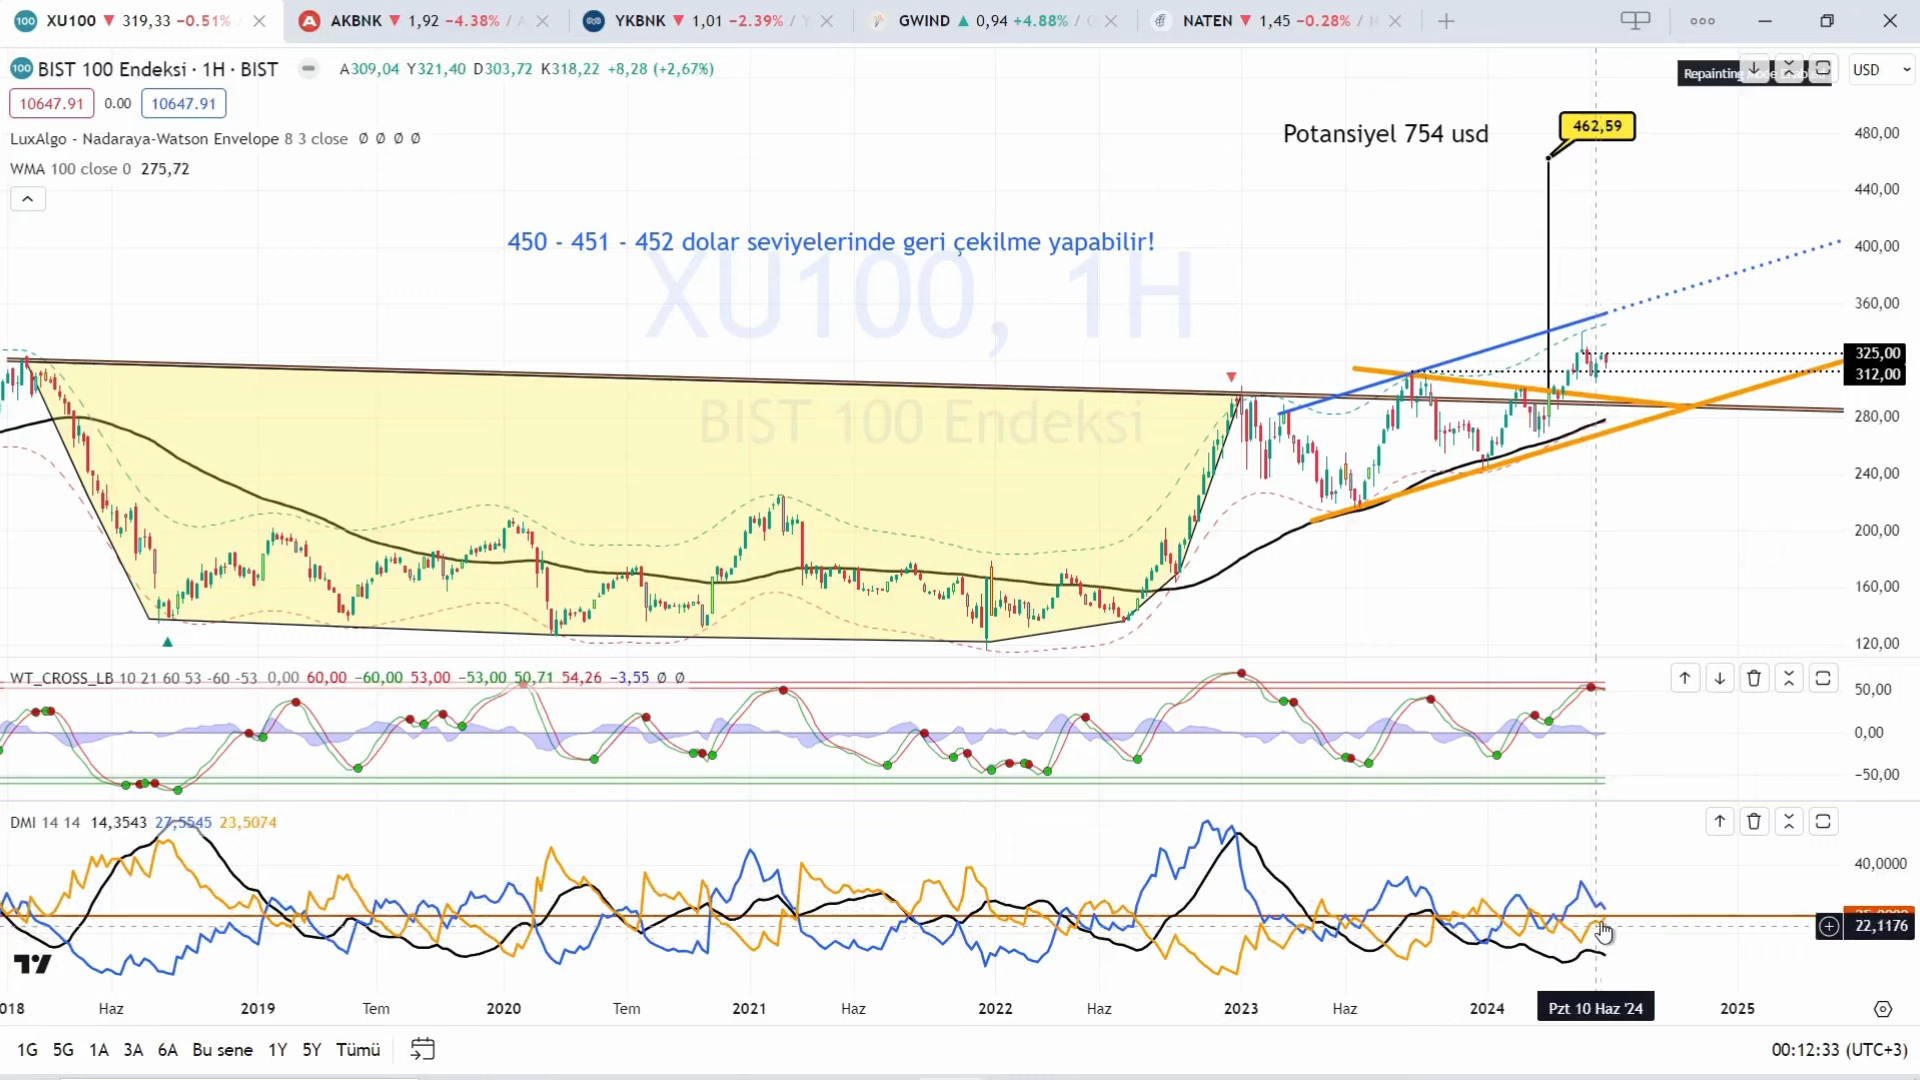 XU100 ▼ 319,33 −0.51%
AKBNK ▼ 1,92 −4.38% /
YKBNK ▼ 1,01 −2.39% /
GWIND ▲ 0,94 +4.88% /
NATEN ▼ 1,45 −0.28% /
100 BIST 100 Endeksi · 1H · BIST
A309,04 Y321,40 D303,72 K318,22 +8,28 (+2,67%)
Repainting
USD
10647.91 0.00 10647.91
LuxAlgo - Nadaraya-Watson Envelope 8 3 close Ø Ø Ø Ø
WMA 100 close 0 275,72
Potansiyel 754 usd
462,59
450 - 451 - 452 dolar seviyelerinde geri çekilme yapabilir!
XU100, 1H
BIST 100 Endeksi
480,00
440,00
400,00
360,00
325,00
312,00
280,00
240,00
200,00
160,00
120,00
WT_CROSS_LB 10 21 60 53 -60 -53 0,00 60,00 −60,00 53,00 −53,00 50,71 54,26 −3,55 Ø Ø
50,00
0,00
−50,00
DMI 14 14 14,3543 27,5545 23,5074
40,0000
22,1176
018 Haz 2019 Tem 2020 Tem 2021 Haz 2022 Haz 2023 Haz 2024 Pzt 10 Haz '24 2025
1G 5G 1A 3A 6A Bu sene 1Y 5Y Tümü
00:12:33 (UTC+3)